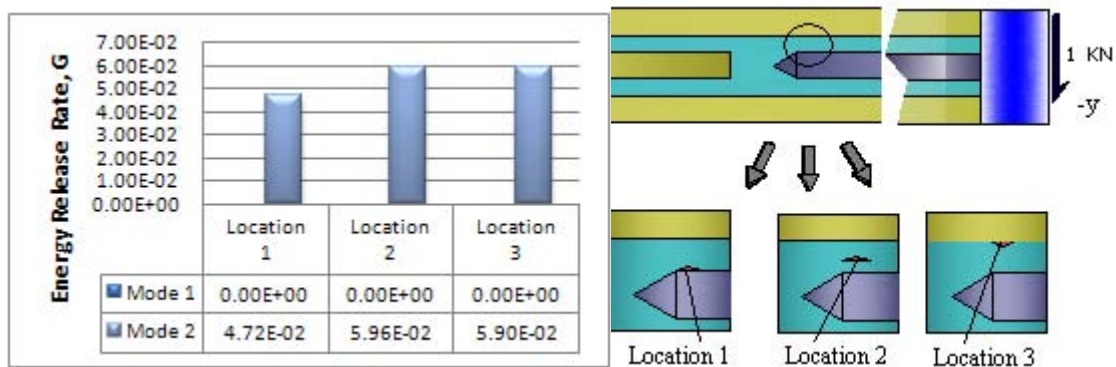 7.00E-02
6.00E-02
5.00E-02
4.00E-02
3.00E-02
2.00E-02
1.00E-02
0.00E+00
Energy Release Rate, G
Location 1 Location 2 Location 3
Mode 1 0.00E+00 0.00E+00 0.00E+00
Mode 2 4.72E-02 5.96E-02 5.90E-02
1 KN
-y
Location 1 Location 2 Location 3